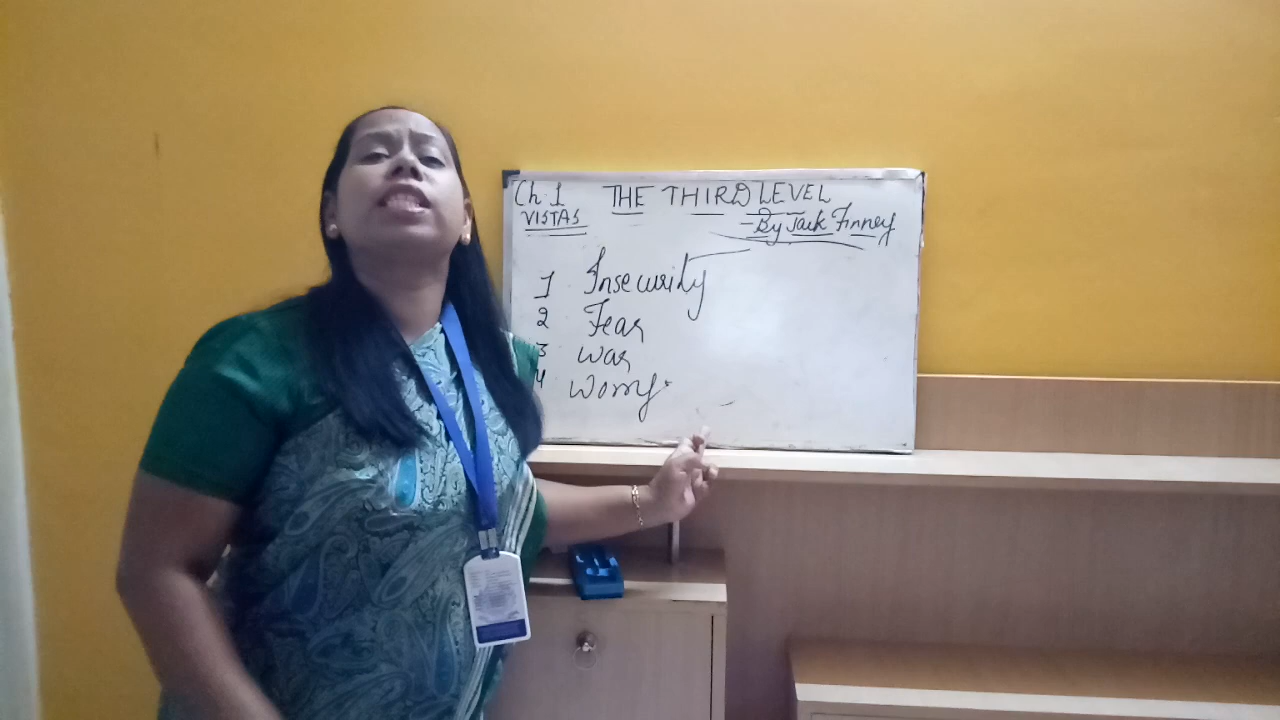 Ch. 1 THE THIRD LEVEL
VISTAS - By Jack Finney
1 Insecurity
2 Fear
3 War
4 Worry